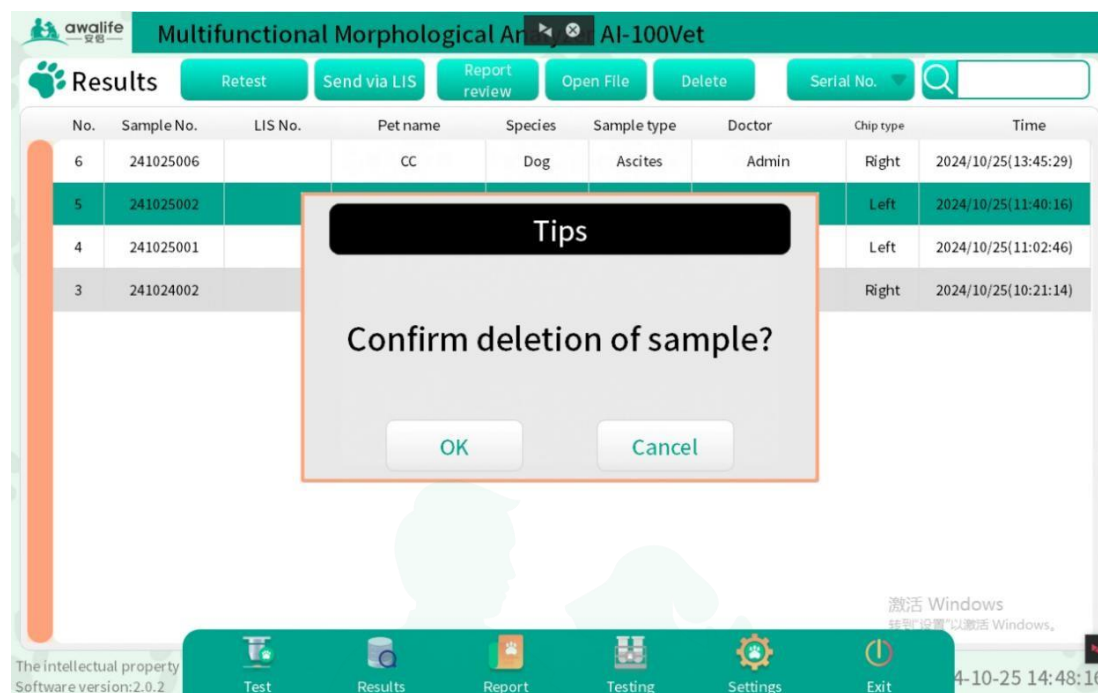 awalife
安侣
Multifunctional Morphological An er AI-100Vet
Results
Retest
Send via LIS
Report
review
Open File
Delete
Serial No.
No. Sample No. LIS No. Pet name Species Sample type Doctor Chip type Time
6 241025006 CC Dog Ascites Admin Right 2024/10/25(13:45:29)
5 241025002 Left 2024/10/25(11:40:16)
4 241025001 Left 2024/10/25(11:02:46)
3 241024002 Right 2024/10/25(10:21:14)
Tips
Confirm deletion of sample?
OK Cancel
激活 Windows
转到"设置"以激活 Windows。
The intellectual property
Software version:2.0.2
Test Results Report Testing Settings Exit
4-10-25 14:48:16